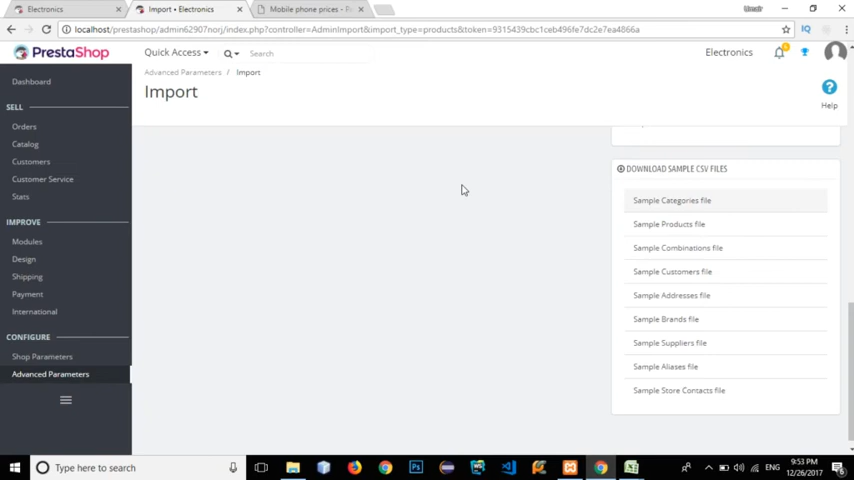 Electronics
Import • Electronics
Mobile phone prices -
Umair
localhost/prestashop/admin62907norj/index.php?controller=AdminImport&import_type=products&token=9315439cbc1ceb496fe7dc2e7ea4866a
IQ
PrestaShop
Quick Access
Search
Electronics
Advanced Parameters / Import
Import
Help
Dashboard
SELL
Orders
Catalog
Customers
Customer Service
Stats
IMPROVE
Modules
Design
Shipping
Payment
International
CONFIGURE
Shop Parameters
Advanced Parameters
DOWNLOAD SAMPLE CSV FILES
Sample Categories file
Sample Products file
Sample Combinations file
Sample Customers file
Sample Addresses file
Sample Brands file
Sample Suppliers file
Sample Aliases file
Sample Store Contacts file
Type here to search
Ps
ENG
9:53 PM
12/26/2017